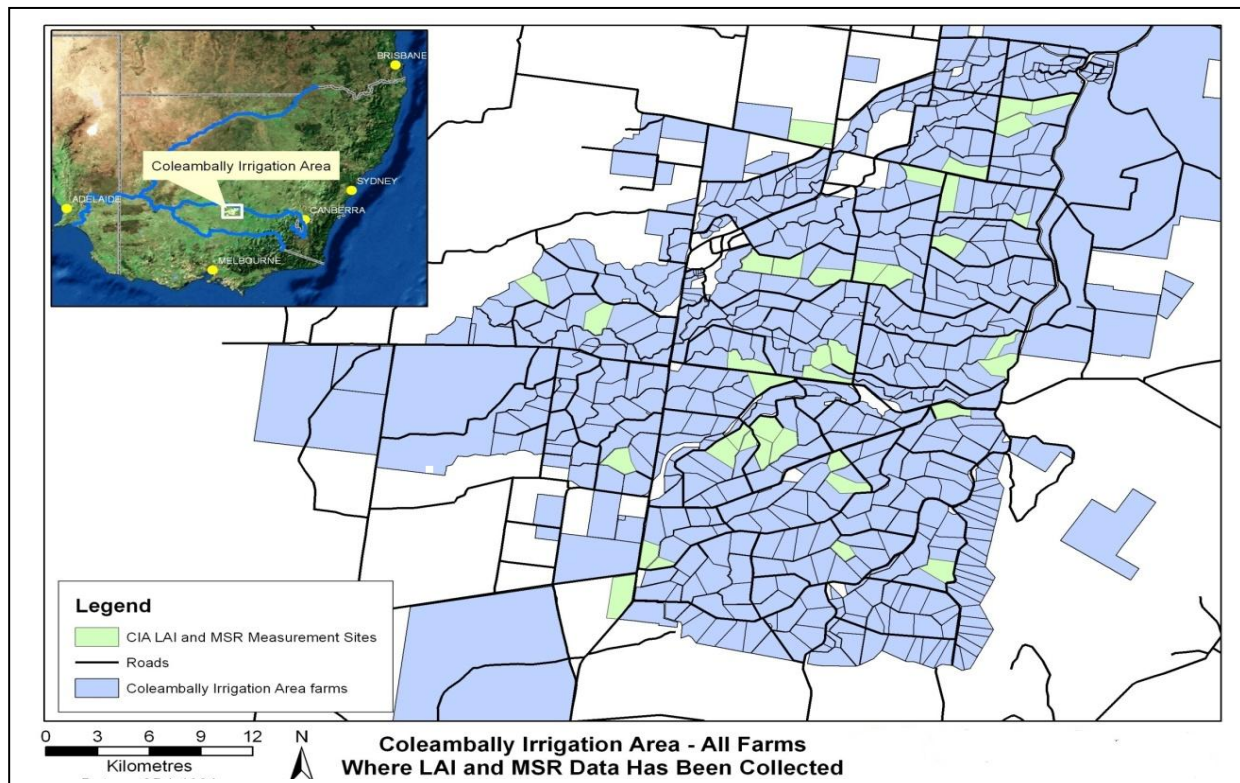 BRISBANE
Coleambally Irrigation Area
SYDNEY
ADELAIDE
CANBERRA
MELBOURNE
Legend
CIA LAI and MSR Measurement Sites
Roads
Coleambally Irrigation Area farms
0 3 6 9 12
Kilometres
N
Coleambally Irrigation Area - All Farms
Where LAI and MSR Data Has Been Collected